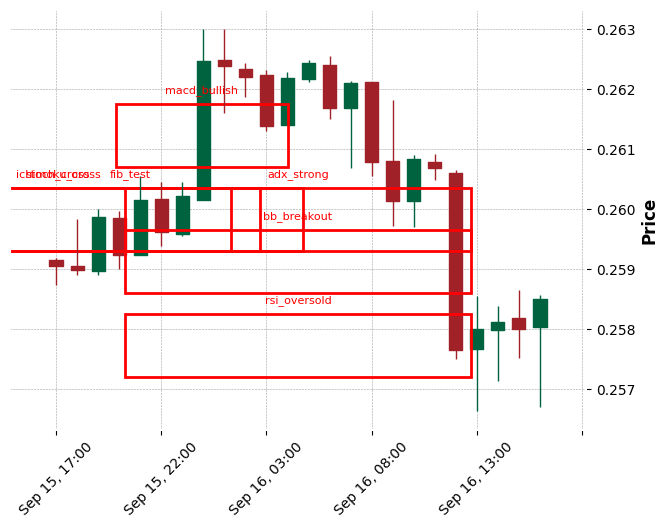 0.263
0.262
macd_bullish
0.261
fib_test
adx_strong
0.260
bb_breakout
0.259
rsi_oversold
0.258
0.257
Price
Sep 15, 17:00
Sep 15, 22:00
Sep 16, 03:00
Sep 16, 08:00
Sep 16, 13:00